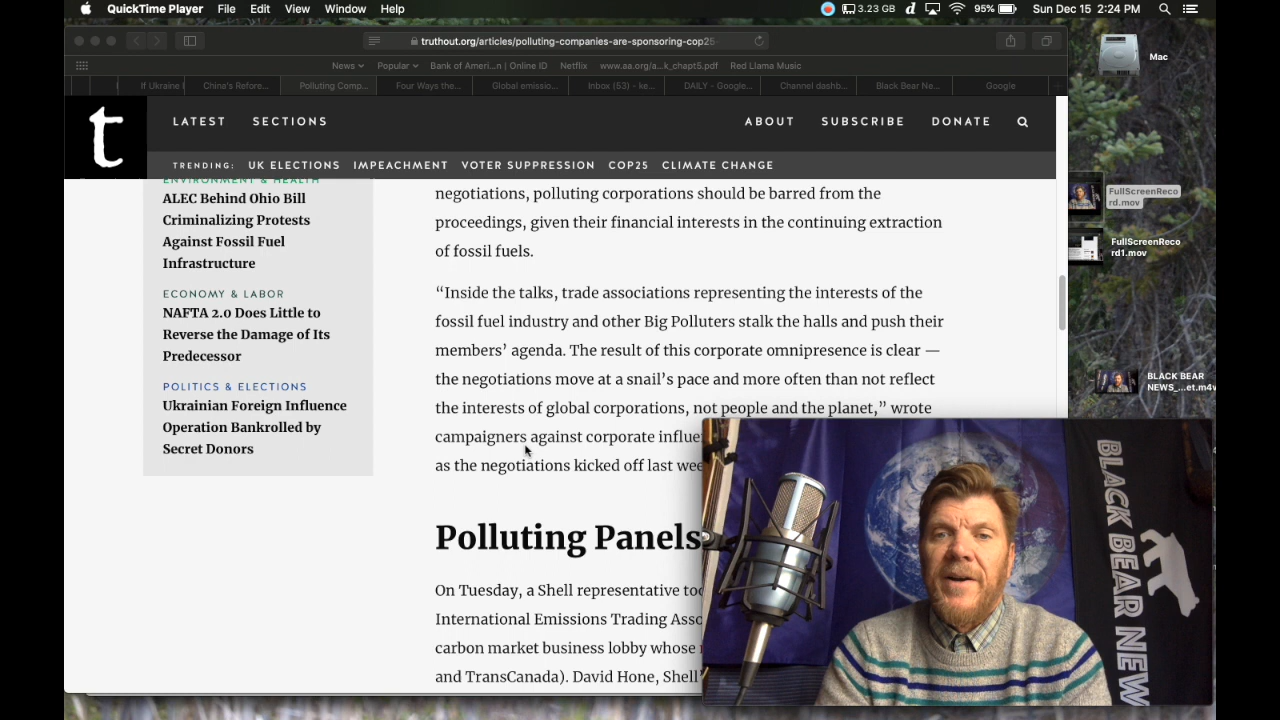 QuickTime Player File Edit View Window Help 3.23 GB d 95% Sun Dec 15 2:24 PM
truthout.org/articles/polluting-companies-are-sponsoring-cop25-
News Popular Bank of Ameri...n | Online ID Netflix www.aa.org/a...k_chapt5.pdf Red Llama Music
If Ukraine I China's Refore... Polluting Comp... Four Ways the... Global emissio... Inbox (53) - ke... DAILY - Google... Channel dashb... Black Bear Ne... Google
t
LATEST SECTIONS ABOUT SUBSCRIBE DONATE
TRENDING: UK ELECTIONS IMPEACHMENT VOTER SUPPRESSION COP25 CLIMATE CHANGE
ENVIRONMENT & HEALTH
ALEC Behind Ohio Bill
Criminalizing Protests
Against Fossil Fuel
Infrastructure
ECONOMY & LABOR
NAFTA 2.0 Does Little to
Reverse the Damage of Its
Predecessor
POLITICS & ELECTIONS
Ukrainian Foreign Influence
Operation Bankrolled by
Secret Donors
negotiations, polluting corporations should be barred from the
proceedings, given their financial interests in the continuing extraction
of fossil fuels.
“Inside the talks, trade associations representing the interests of the
fossil fuel industry and other Big Polluters stalk the halls and push their
members’ agenda. The result of this corporate omnipresence is clear —
the negotiations move at a snail’s pace and more often than not reflect
the interests of global corporations, not people and the planet,” wrote
campaigners against corporate influe
as the negotiations kicked off last wee
Polluting Panels
On Tuesday, a Shell representative too
International Emissions Trading Asso
carbon market business lobby whose
and TransCanada). David Hone, Shell’
Mac
FullScreenReco
rd.mov
FullScreenReco
rd1.mov
BLACK BEAR
NEWS_...et.m4v
BLACK BEAR NEW